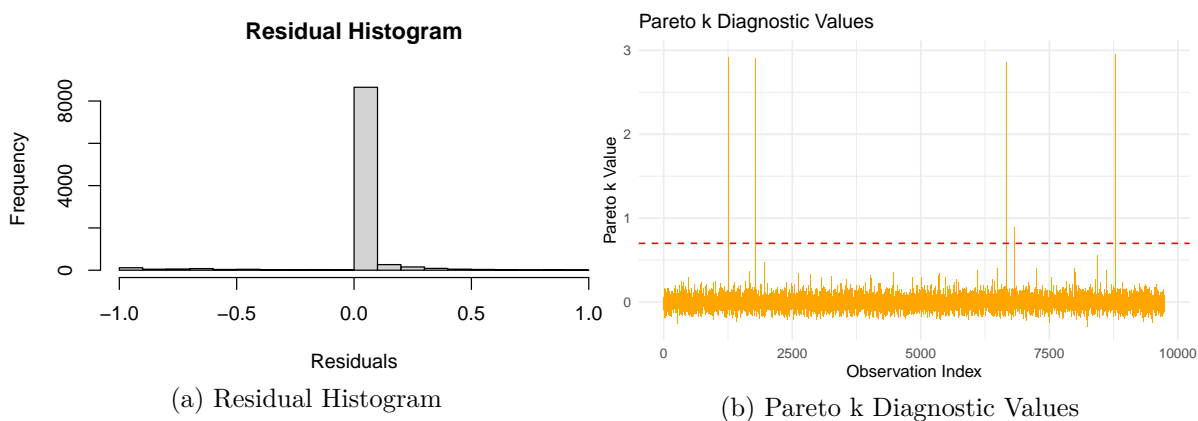 Residual Histogram
Frequency
8000
4000
0
−1.0 −0.5 0.0 0.5 1.0
Residuals
(a) Residual Histogram
Pareto k Diagnostic Values
Pareto k Value
3
2
1
0
0 2500 5000 7500 10000
Observation Index
(b) Pareto k Diagnostic Values